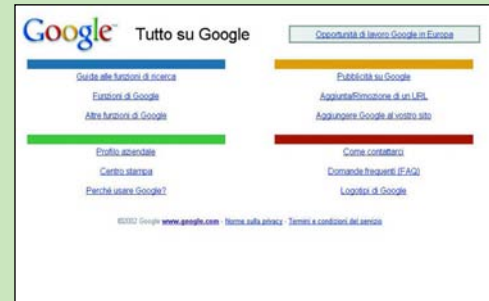 Google Tutto su Google
Opportunità di lavoro Google in Europa
Guida alle funzioni di ricerca
Funzioni di Google
Altre funzioni di Google
Pubblicità su Google
Aggiunta/Rimozione di un URL
Aggiungere Google al vostro sito
Profilo aziendale
Centro stampa
Perché usare Google?
Come contattarci
Domande frequenti (FAQ)
Logotipi di Google
©2002 Google www.google.com - Norme sulla privacy - Termini e condizioni del servizio